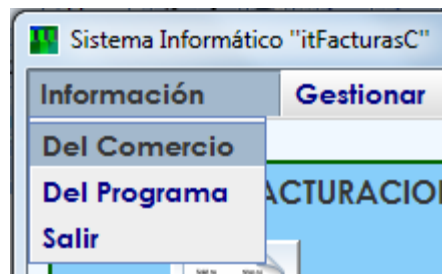 Sistema Informático "itFacturasC"
Información Gestionar
Del Comercio
Del Programa
ACTURACION
Salir